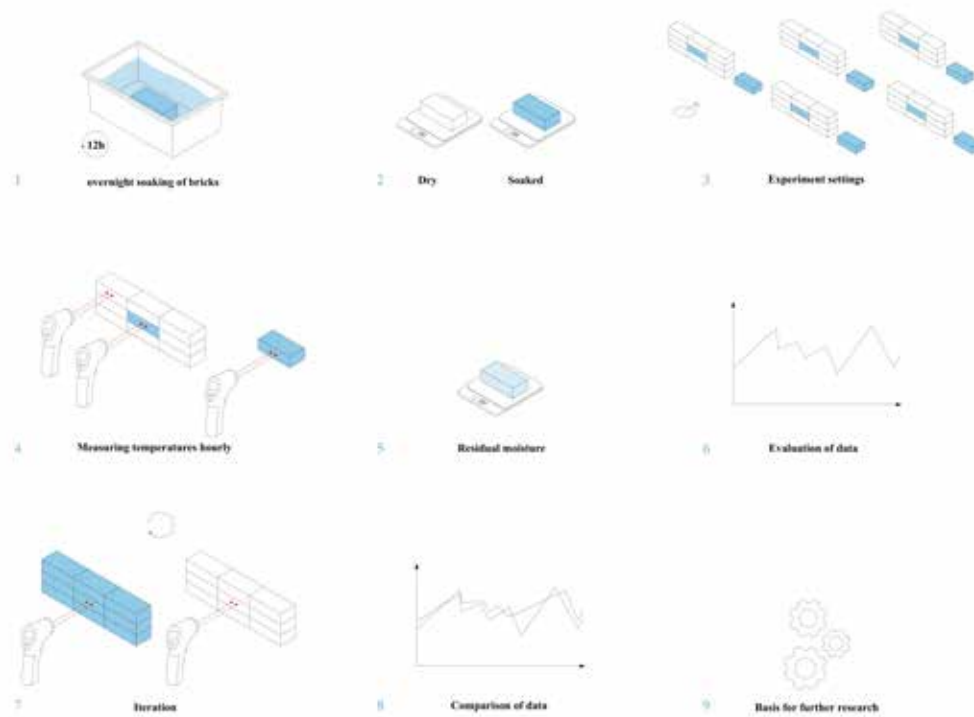 - 12h
1 overnight soaking of bricks
2 Dry Soaked
3 Experiment settings
4 Measuring temperatures hourly
5 Residual moisture
6 Evaluation of data
7 Iteration
8 Comparison of data
9 Basis for further research